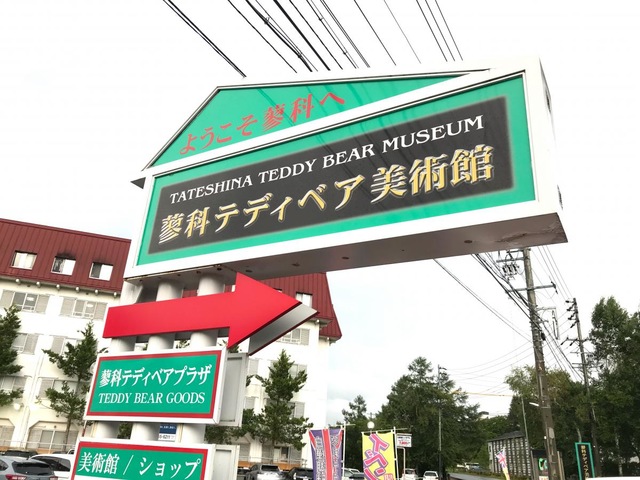 ようこそ蓼科へ
TATESHINA TEDDY BEAR MUSEUM
蓼科テディベア美術館
蓼科テディベアプラザ
TEDDY BEAR GOODS
美術館 / ショップ